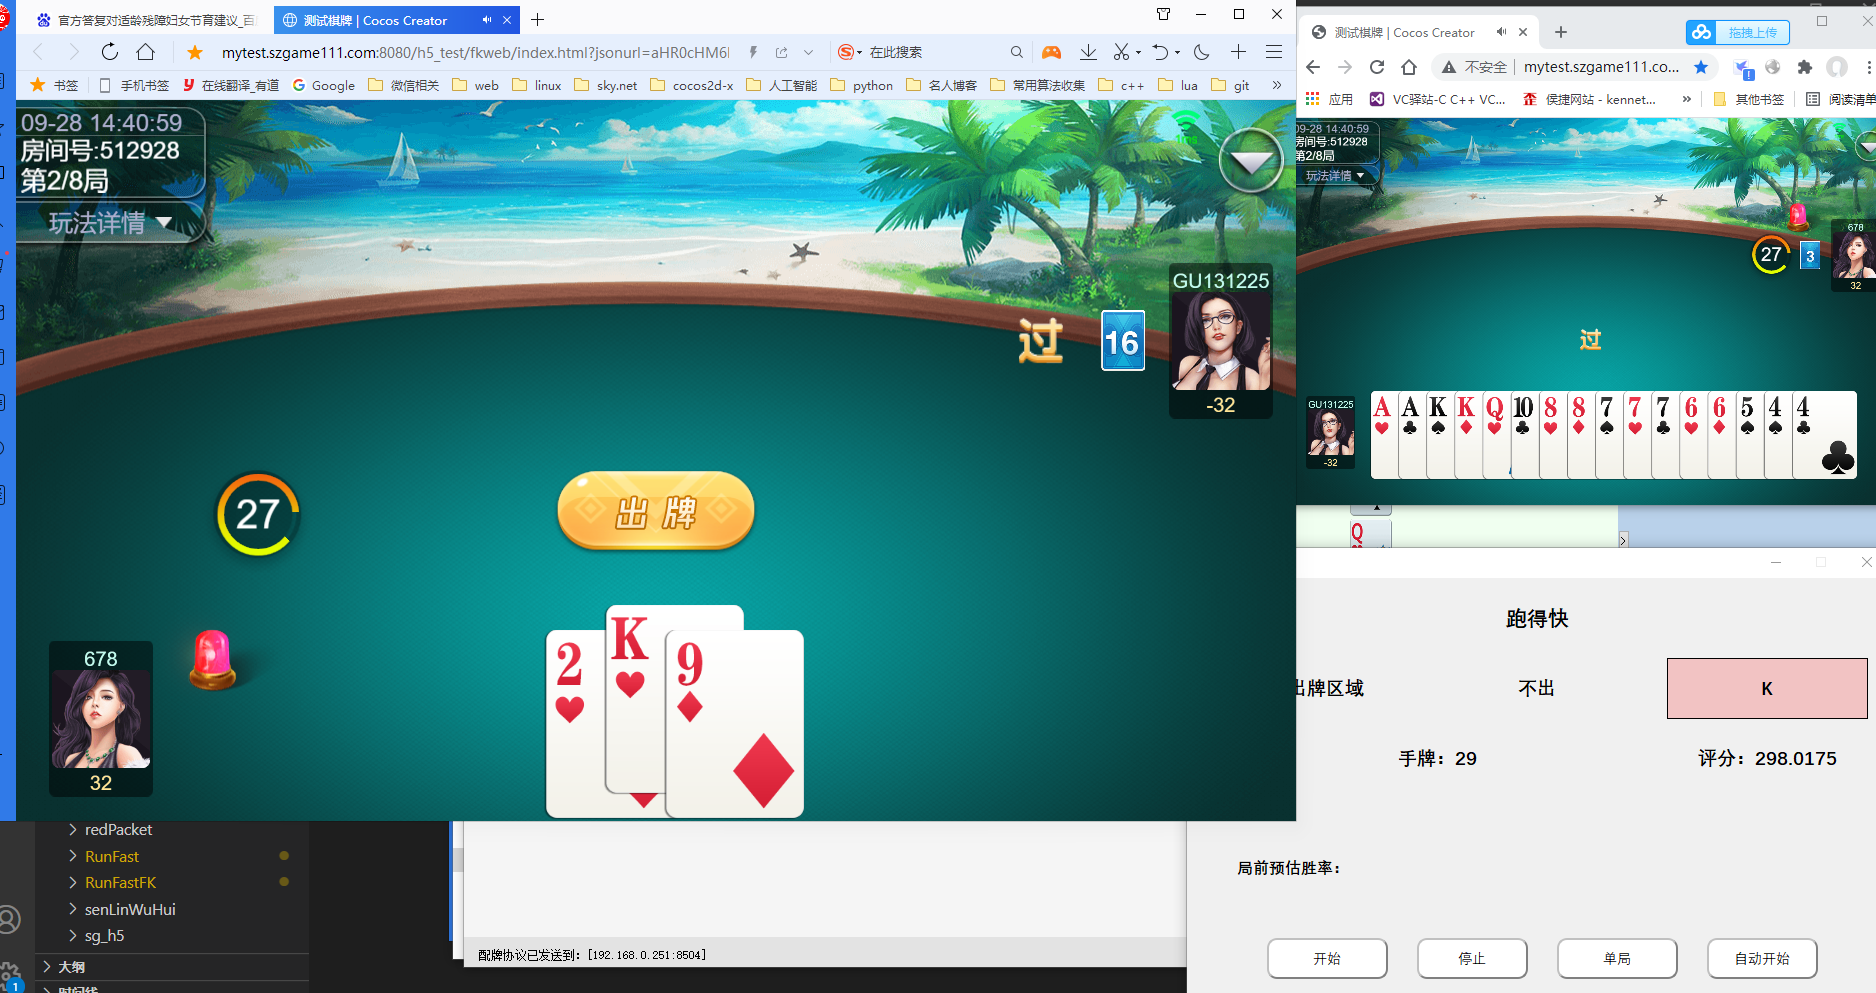 官方答复对适龄残障妇女节育建议_百
测试棋牌 | Cocos Creator
mytest.szgame111.com:8080/h5_test/fkweb/index.html?jsonurl=aHR0cHM6I
在此搜索
书签 手机书签 在线翻译_有道 Google 微信相关 web linux sky.net cocos2d-x 人工智能 python 名人博客 常用算法收集 c++ lua git »
09-28 14:40:59
房间号:512928
第2/8局
玩法详情
过
16
GU131225
-32
27
出牌
678
32
2
K
9
测试棋牌 | Cocos Creator
拖拽上传
不安全 mytest.szgame111.co...
应用 VC驿站-C C++ VC... 侯捷网站 - kennet... » 其他书签 阅读清单
09-28 14:40:59
房间号:512928
第2/8局
玩法详情
678
27
3
32
过
GU131225
-32
A A K K Q 10 8 8 7 7 7 6 6 5 4 4
Q
跑得快
出牌区域 不出 K
手牌：29 评分：298.0175
局前预估胜率：
开始 停止 单局 自动开始
redPacket
RunFast
RunFastFK
senLinWuHui
sg_h5
大纲
时间线
1
配牌协议已发送到：[192.168.0.251:8504]